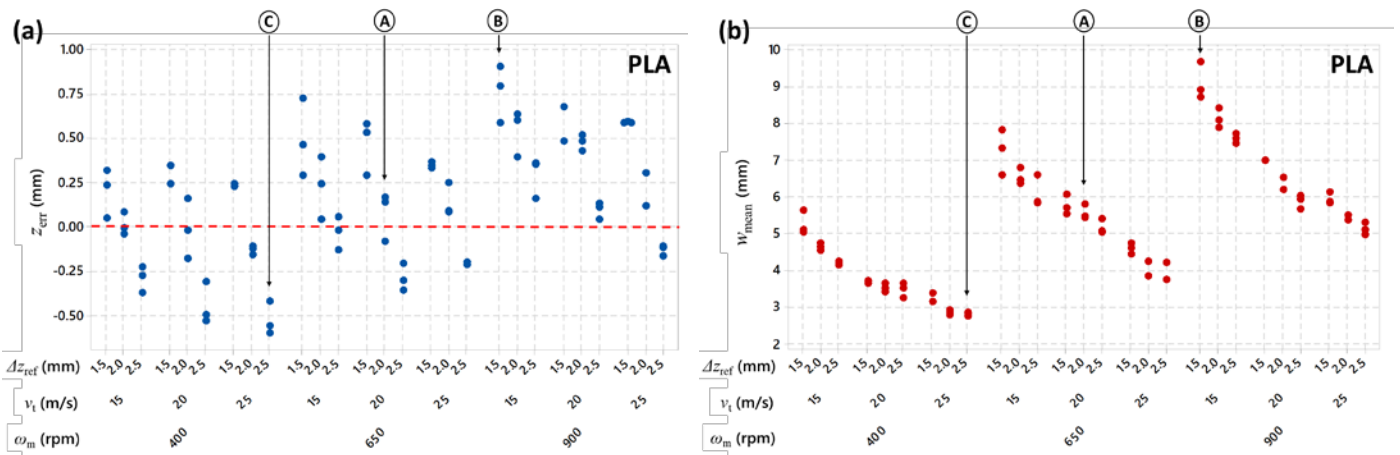 C A B
(a)
PLA
1.00
0.75
0.50
0.25
0.00
-0.25
-0.50
z_err (mm)
Δz_ref (mm) 1.5 2.0 2.5 1.5 2.0 2.5 1.5 2.0 2.5 1.5 2.0 2.5 1.5 2.0 2.5 1.5 2.0 2.5 1.5 2.0 2.5 1.5 2.0 2.5 1.5 2.0 2.5
v_t (m/s) 15 20 25 15 20 25 15 20 25
ω_m (rpm) 400 650 900
C A B
(b)
PLA
10
9
8
7
6
5
4
3
2
w_mean (mm)
Δz_ref (mm) 1.5 2.0 2.5 1.5 2.0 2.5 1.5 2.0 2.5 1.5 2.0 2.5 1.5 2.0 2.5 1.5 2.0 2.5 1.5 2.0 2.5 1.5 2.0 2.5 1.5 2.0 2.5
v_t (m/s) 15 20 25 15 20 25 15 20 25
ω_m (rpm) 400 650 900